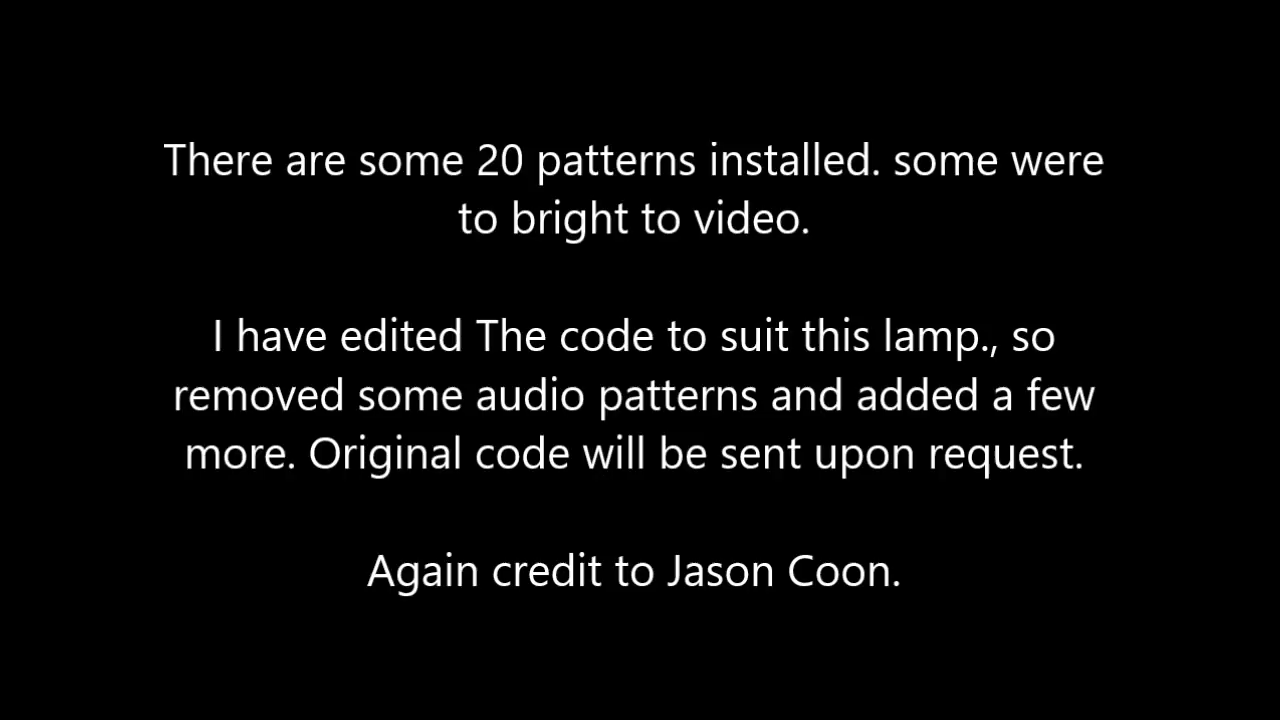 There are some 20 patterns installed. some were
to bright to video.
I have edited The code to suit this lamp., so
removed some audio patterns and added a few
more. Original code will be sent upon request.
Again credit to Jason Coon.